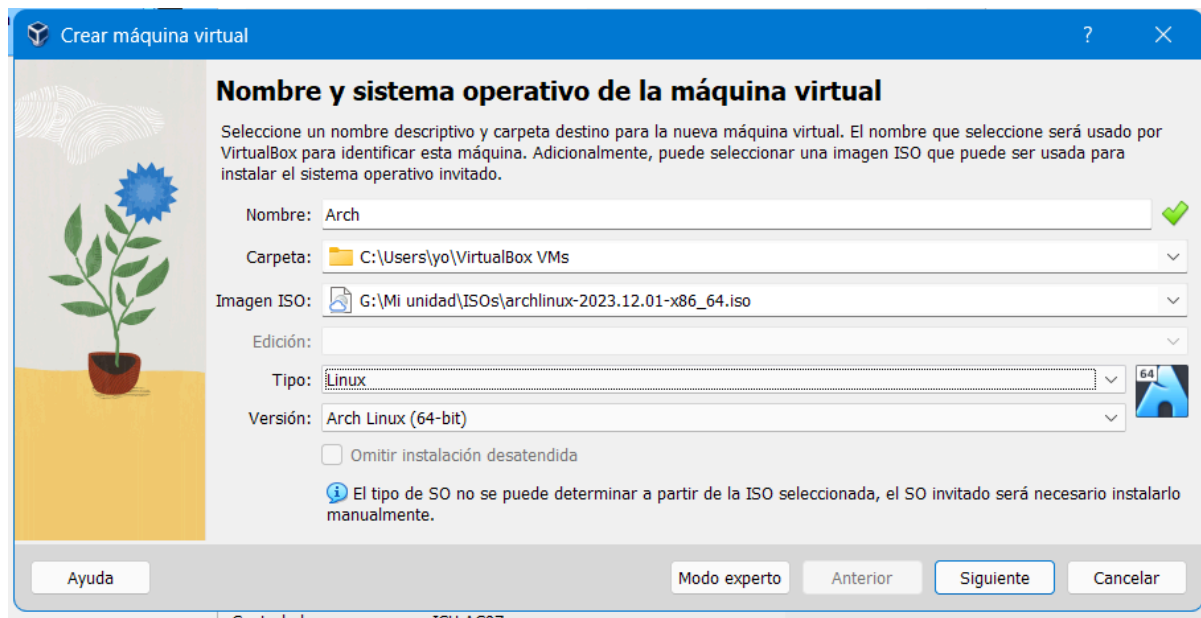 Crear máquina virtual
?
Nombre y sistema operativo de la máquina virtual
Seleccione un nombre descriptivo y carpeta destino para la nueva máquina virtual. El nombre que seleccione será usado por
VirtualBox para identificar esta máquina. Adicionalmente, puede seleccionar una imagen ISO que puede ser usada para
instalar el sistema operativo invitado.
Nombre: Arch
Carpeta: C:\Users\yo\VirtualBox VMs
Imagen ISO: G:\Mi unidad\ISOs\archlinux-2023.12.01-x86_64.iso
Edición:
Tipo: Linux
64
Versión: Arch Linux (64-bit)
Omitir instalación desatendida
El tipo de SO no se puede determinar a partir de la ISO seleccionada, el SO invitado será necesario instalarlo
manualmente.
Ayuda Modo experto Anterior Siguiente Cancelar